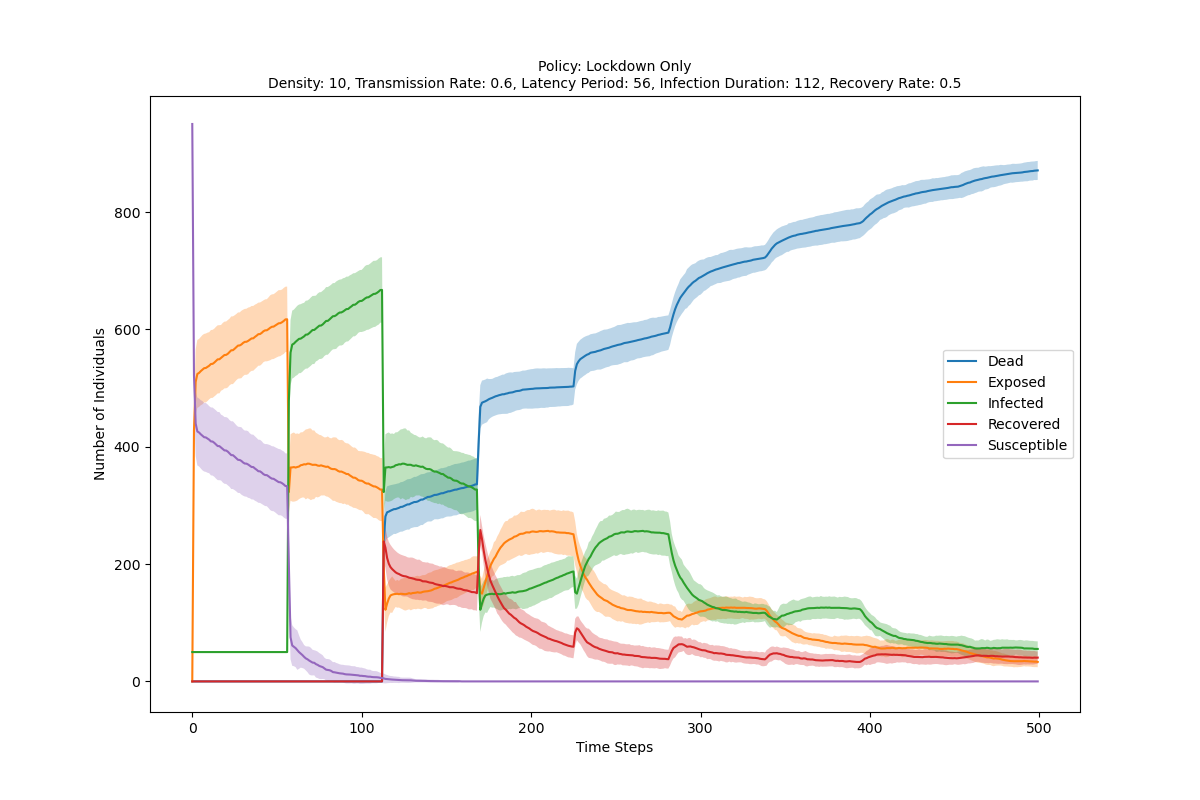 Policy: Lockdown Only
Density: 10, Transmission Rate: 0.6, Latency Period: 56, Infection Duration: 112, Recovery Rate: 0.5
Number of Individuals
800
600
400
200
0
Dead
Exposed
Infected
Recovered
Susceptible
0
100
200
300
400
500
Time Steps